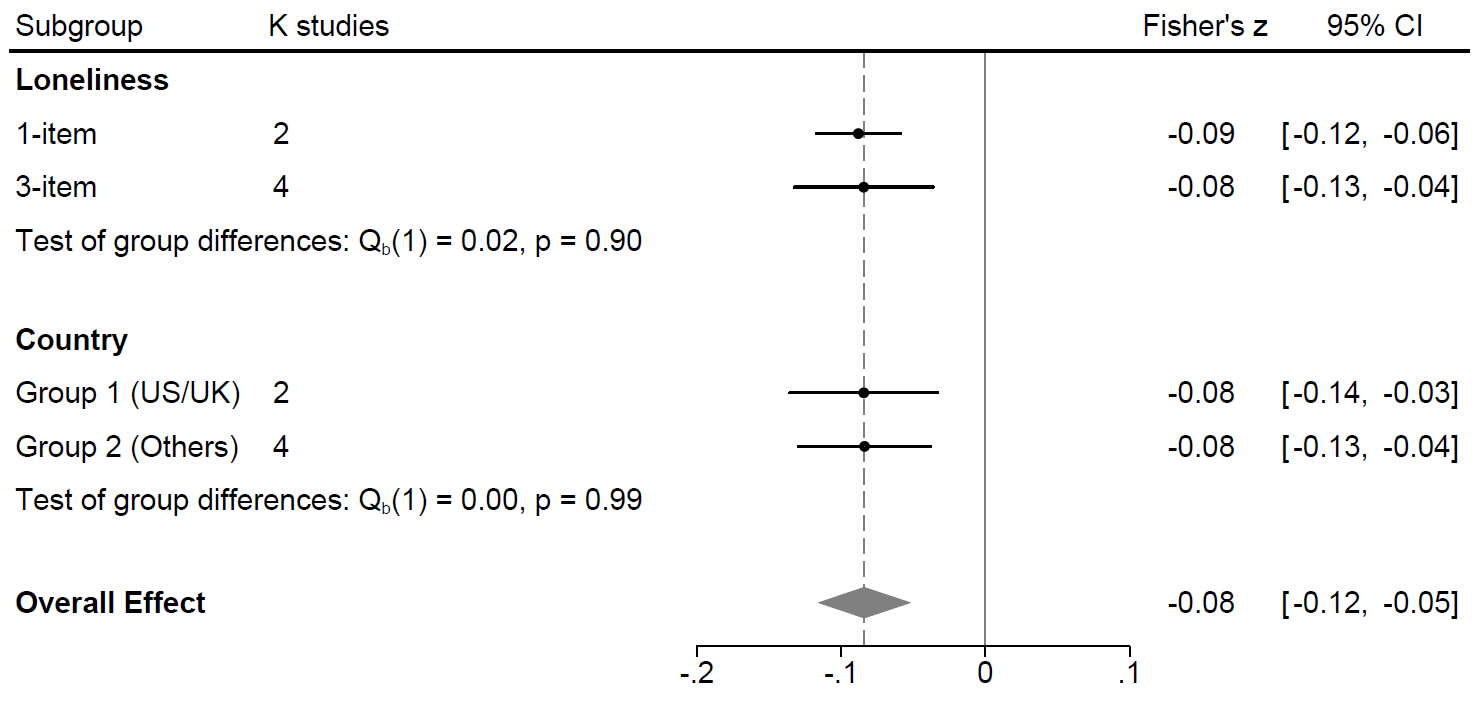 Subgroup K studies Fisher's z 95% CI
Loneliness
1-item 2 -0.09 [-0.12, -0.06]
3-item 4 -0.08 [-0.13, -0.04]
Test of group differences: Qb(1) = 0.02, p = 0.90
Country
Group 1 (US/UK) 2 -0.08 [-0.14, -0.03]
Group 2 (Others) 4 -0.08 [-0.13, -0.04]
Test of group differences: Qb(1) = 0.00, p = 0.99
Overall Effect -0.08 [-0.12, -0.05]
-.2 -.1 0 .1